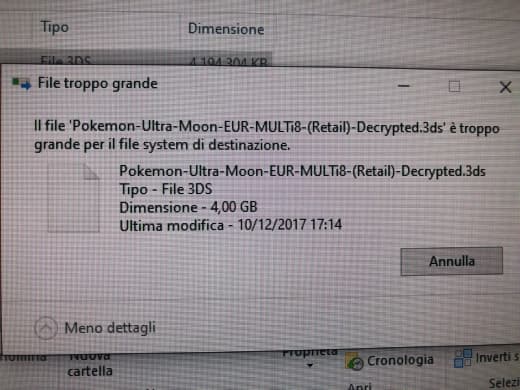 Tipo Dimensione
File 3DS 4.194.304 KB
File troppo grande
Il file 'Pokemon-Ultra-Moon-EUR-MULTi8-(Retail)-Decrypted.3ds' è troppo
grande per il file system di destinazione.
Pokemon-Ultra-Moon-EUR-MULTi8-(Retail)-Decrypted.3ds
Tipo - File 3DS
Dimensione - 4,00 GB
Ultima modifica - 10/12/2017 17:14
Annulla
Meno dettagli
Nuova
cartella
Proprietà
Apri
Cronologia
Inverti s
Selezi